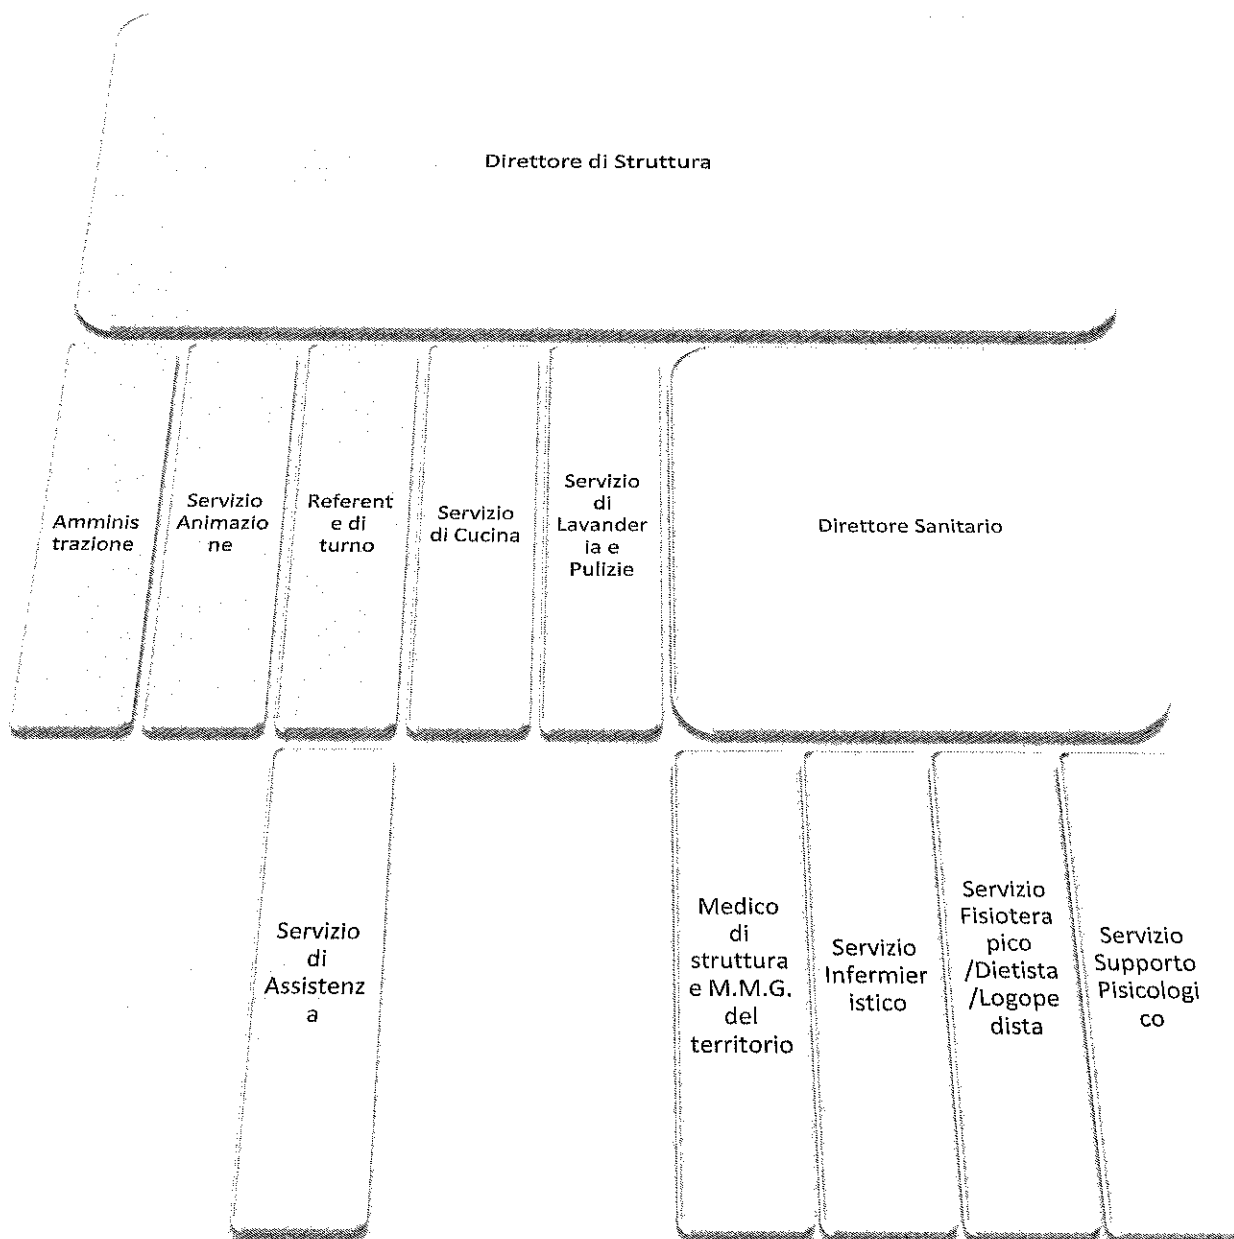 Direttore di Struttura
Amminis
trazione
Servizio
Animazio
ne
Referent
e di
turno
Servizio
di Cucina
Servizio
di
Lavander
ia e
Pulizie
Direttore Sanitario
Servizio
di
Assistenz
a
Medico
di
struttura
e M.M.G.
del
territorio
Servizio
Infermier
istico
Servizio
Fisiotera
pico
/Dietista
/Logope
dista
Servizio
Supporto
Pisicologi
co